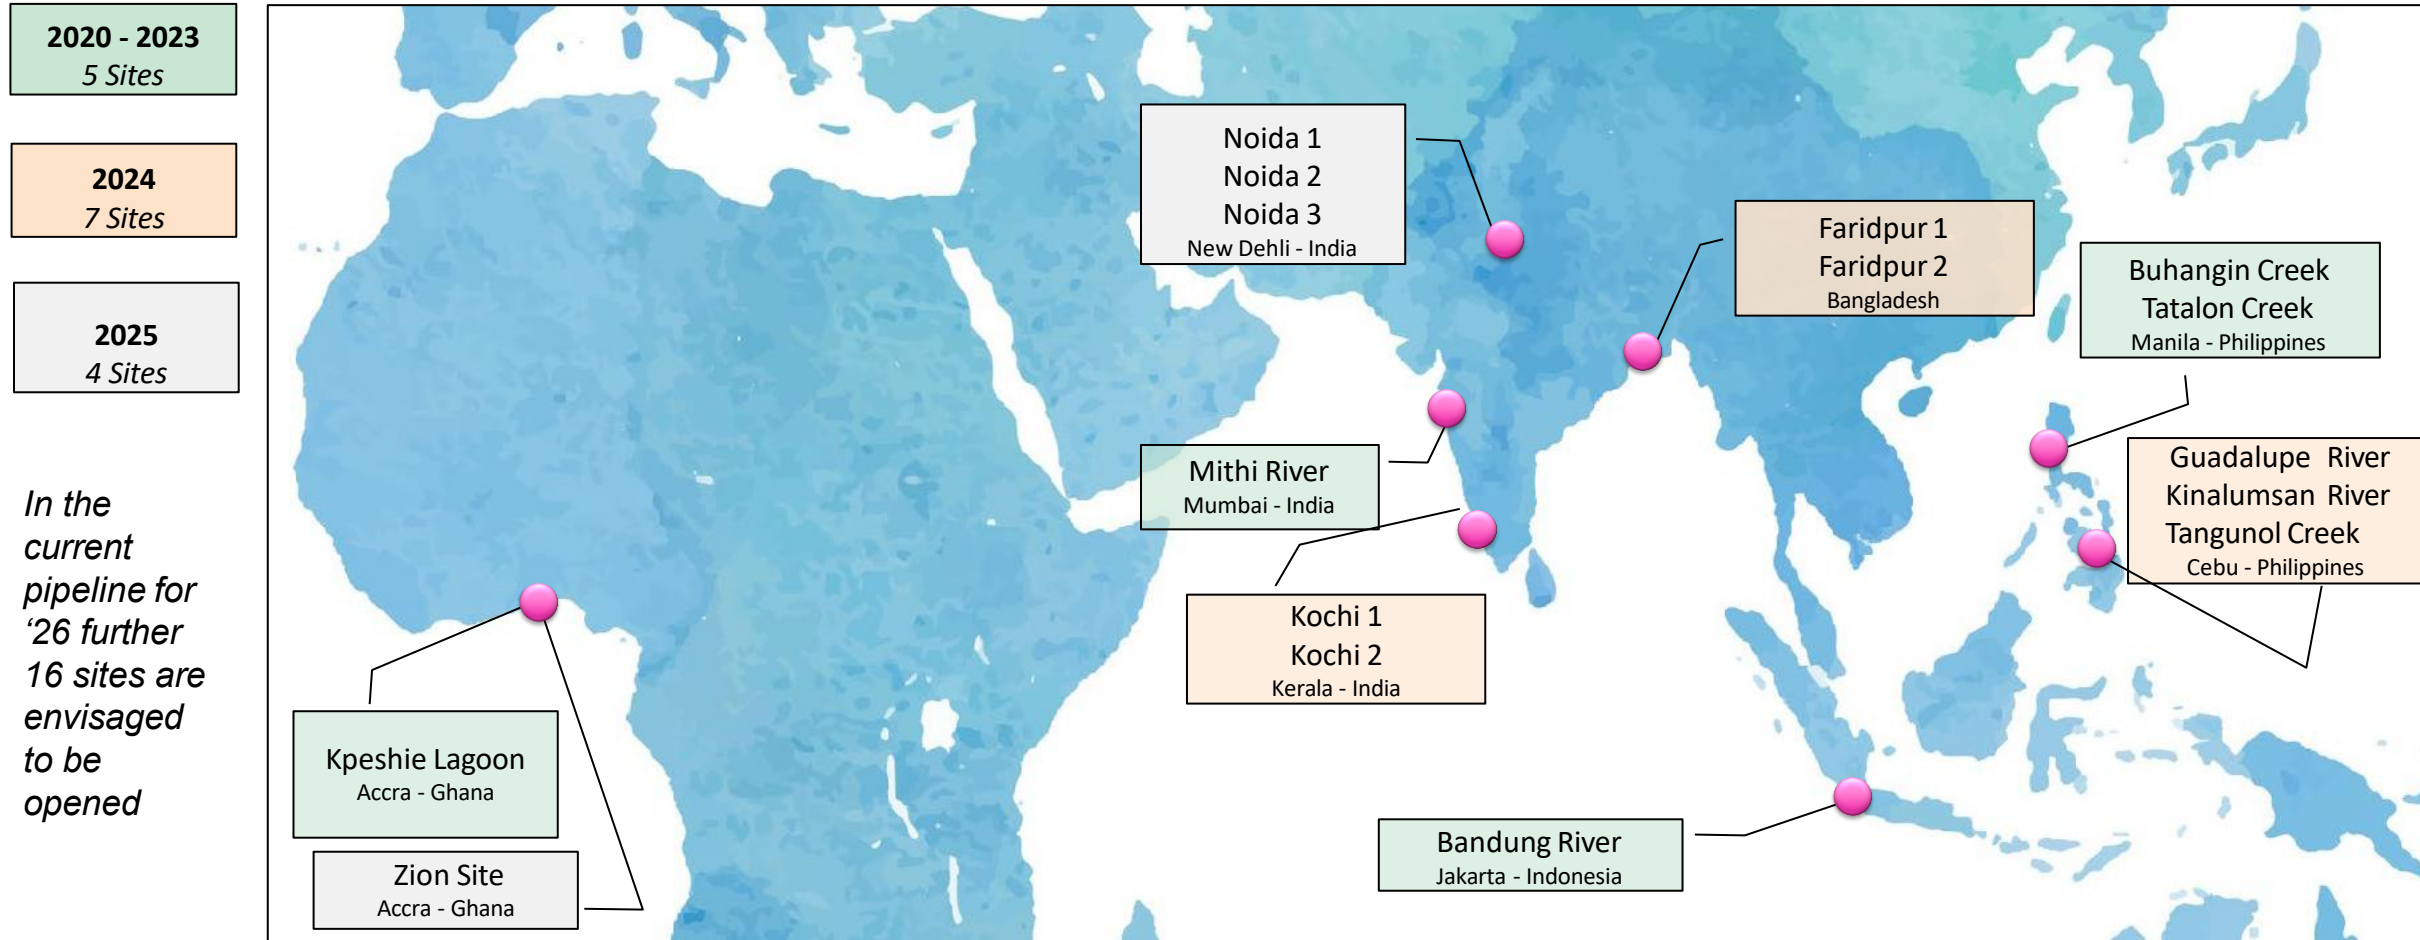 2020 - 2023
5 Sites
2024
7 Sites
2025
4 Sites
In the
current
pipeline for
‘26 further
16 sites are
envisaged
to be
opened
Noida 1
Noida 2
Noida 3
New Dehli - India
Faridpur 1
Faridpur 2
Bangladesh
Buhangin Creek
Tatalon Creek
Manila - Philippines
Mithi River
Mumbai - India
Guadalupe River
Kinalumsan River
Tangunol Creek
Cebu - Philippines
Kochi 1
Kochi 2
Kerala - India
Kpeshie Lagoon
Accra - Ghana
Zion Site
Accra - Ghana
Bandung River
Jakarta - Indonesia